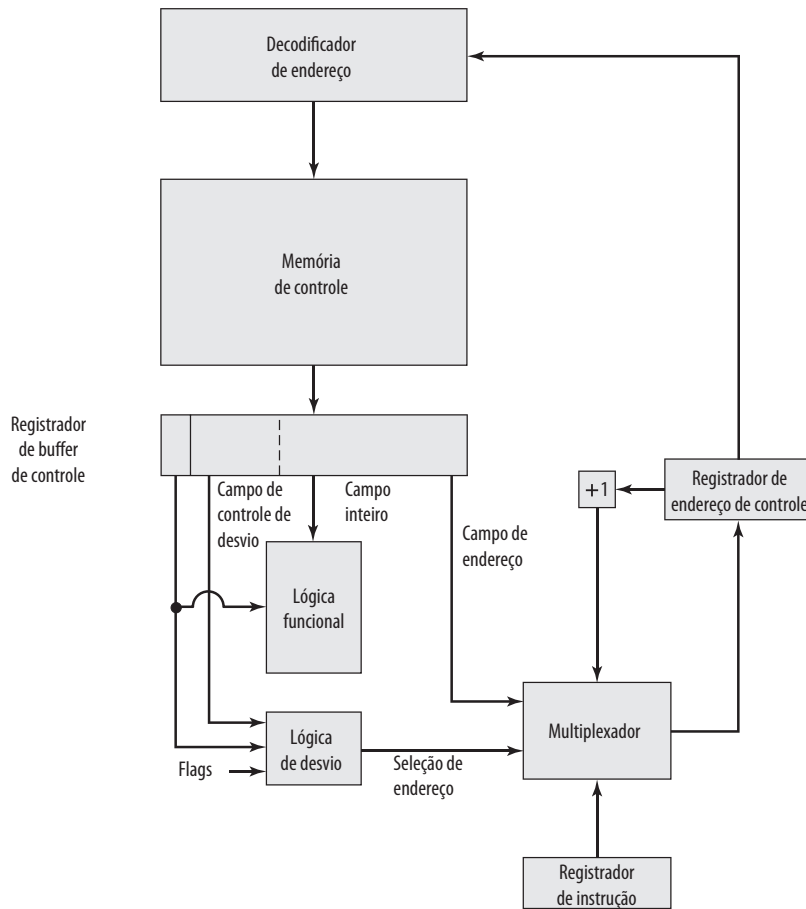 Decodificador
de endereço
Memória
de controle
Registrador
de buffer
de controle
Campo de
controle de
desvio
Campo
inteiro
Campo de
endereço
+1
Registrador de
endereço de controle
Lógica
funcional
Lógica
de desvio
Flags
Seleção de
endereço
Multiplexador
Registrador
de instrução